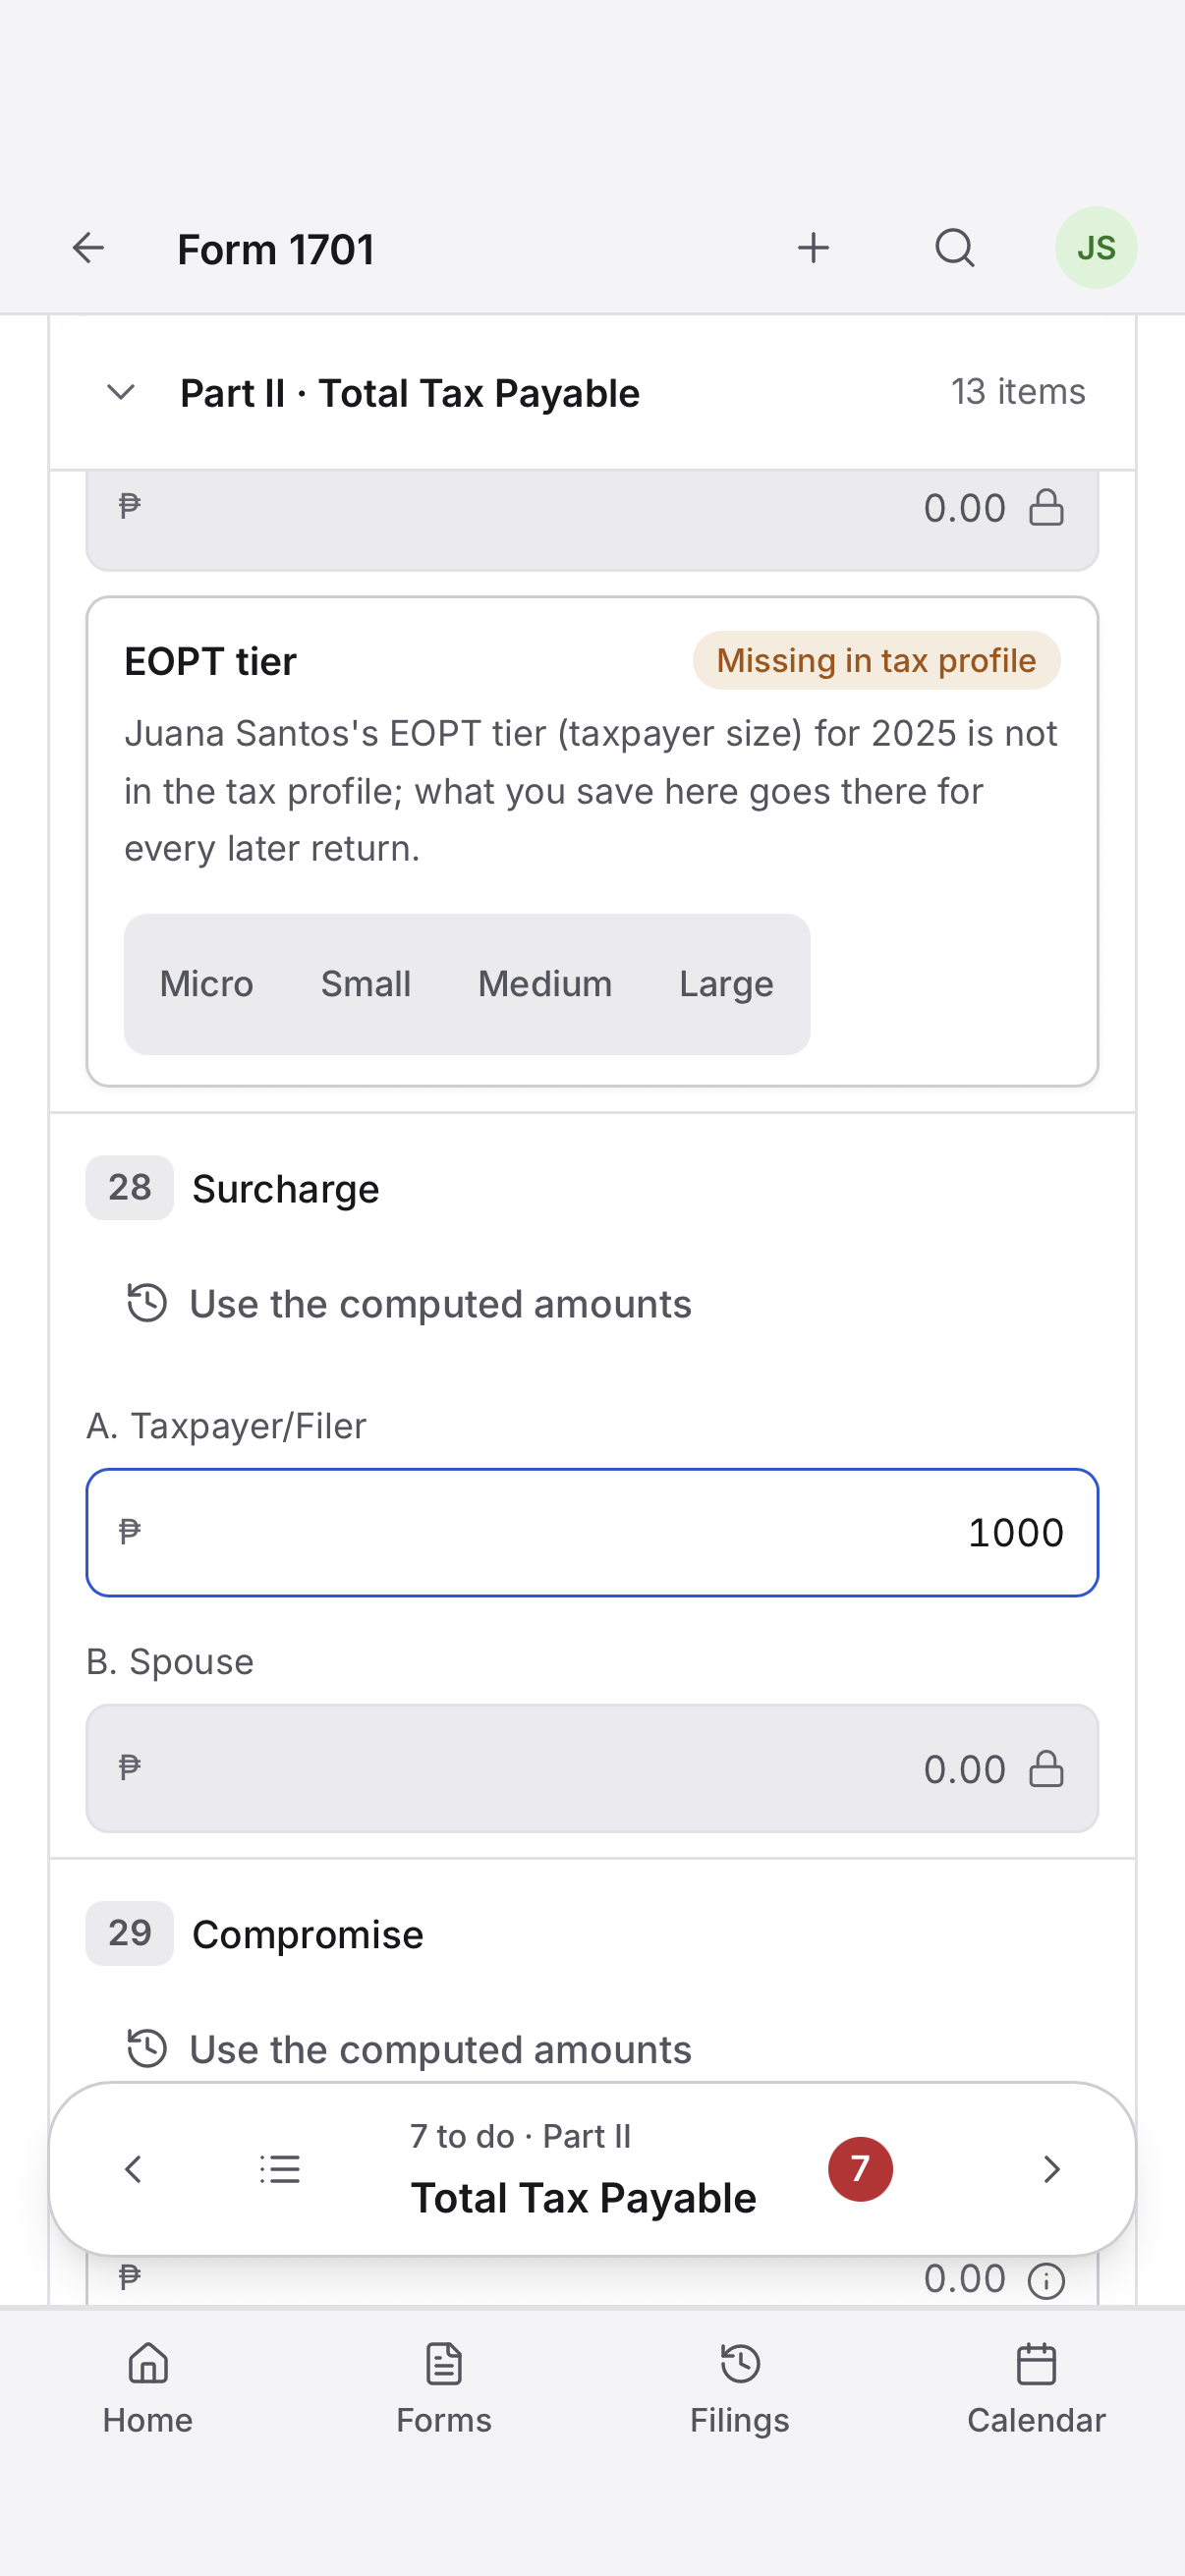 Form 1701
JS
Part II · Total Tax Payable
13 items
₱ 0.00
EOPT tier
Missing in tax profile
Juana Santos's EOPT tier (taxpayer size) for 2025 is not
in the tax profile; what you save here goes there for
every later return.
Micro Small Medium Large
28 Surcharge
Use the computed amounts
A. Taxpayer/Filer
₱ 1000
B. Spouse
₱ 0.00
29 Compromise
Use the computed amounts
7 to do · Part II
Total Tax Payable
7
₱ 0.00
Home Forms Filings Calendar